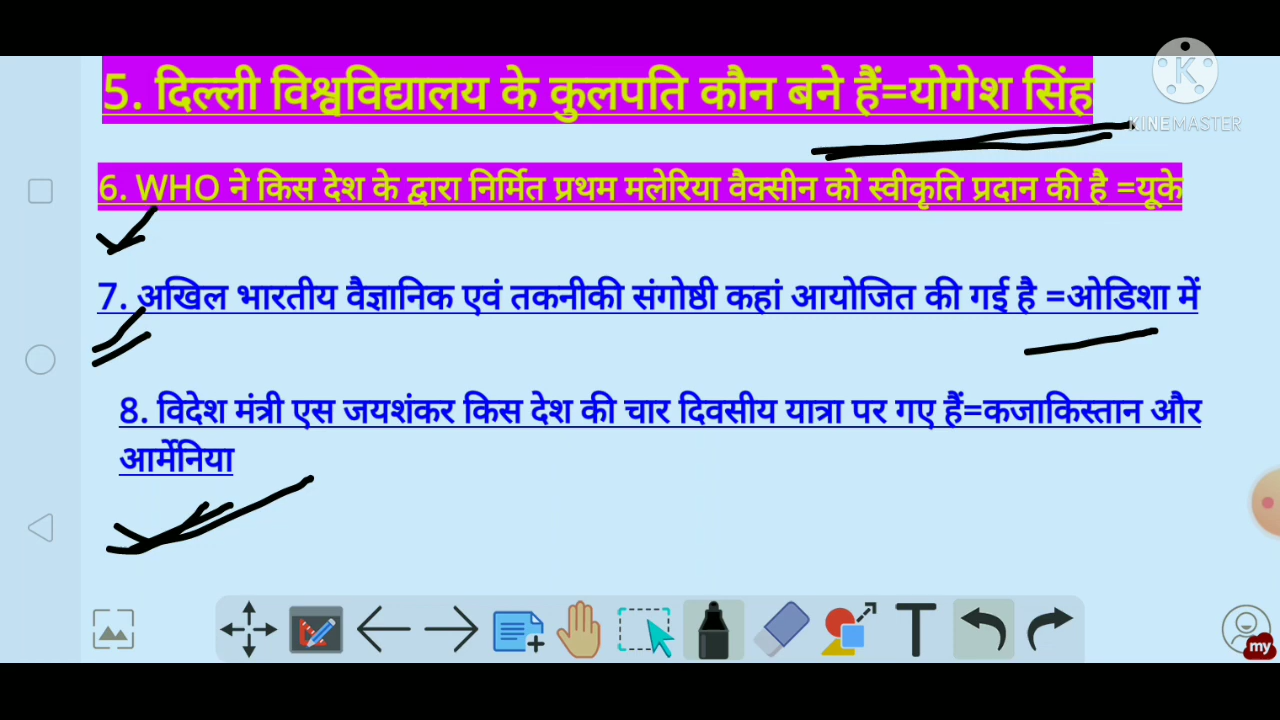 5. दिल्ली विश्वविद्यालय के कुलपति कौन बने हैं=योगेश सिंह
KINEMASTER
6. WHO ने किस देश के द्वारा निर्मित प्रथम मलेरिया वैक्सीन को स्वीकृति प्रदान की है =यूके
7. अखिल भारतीय वैज्ञानिक एवं तकनीकी संगोष्ठी कहां आयोजित की गई है =ओडिशा में
8. विदेश मंत्री एस जयशंकर किस देश की चार दिवसीय यात्रा पर गए हैं=कजाकिस्तान और
आर्मेनिया
my